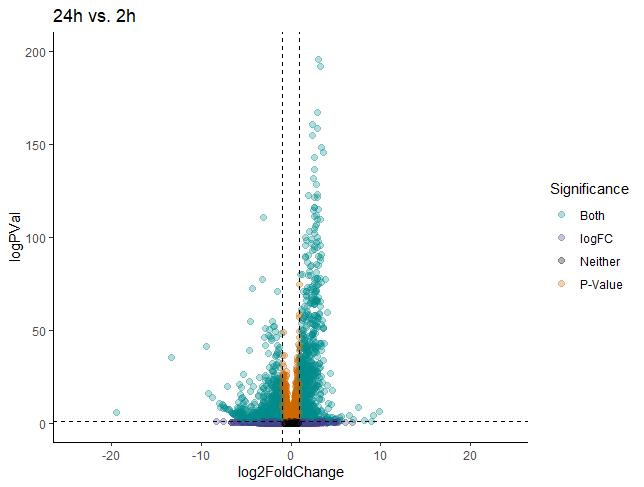 24h vs. 2h
200
150
100
50
0
logPVal
-20
-10
0
10
20
log2FoldChange
Significance
Both
logFC
Neither
P-Value